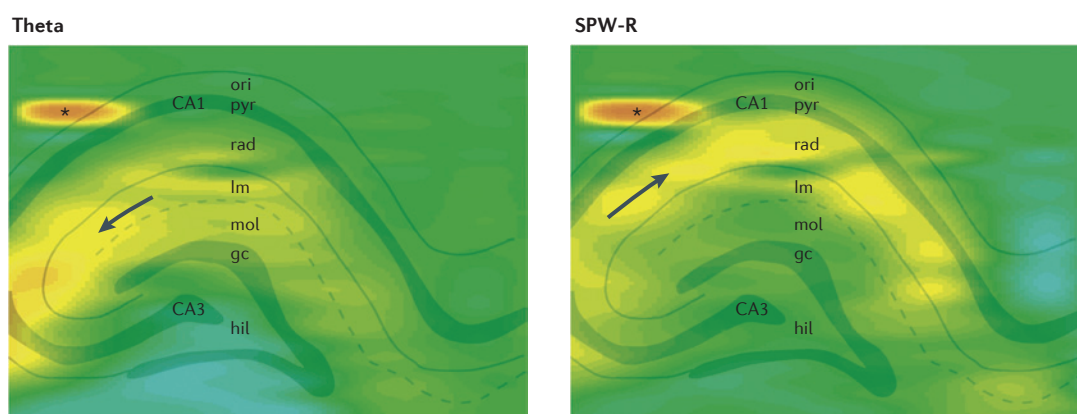 Theta
ori
CA1 pyr
*
rad
lm
mol
gc
CA3
hil
SPW-R
ori
CA1 pyr
*
rad
lm
mol
gc
CA3
hil